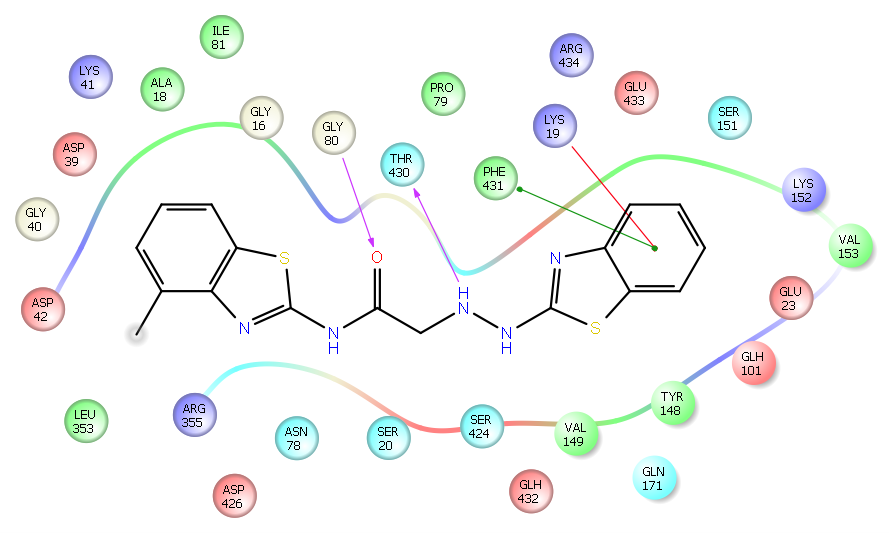 ILE
81
ARG
434
LYS
41
ALA
18
PRO
79
GLU
433
GLY
16
GLY
80
LYS
19
SER
151
ASP
39
THR
430
PHE
431
LYS
152
GLY
40
VAL
153
S
O
N
ASP
42
GLU
23
H
N
N
N
H
N
H
S
GLH
101
LEU
353
ARG
355
TYR
148
ASN
78
SER
20
SER
424
VAL
149
ASP
426
GLH
432
GLN
171